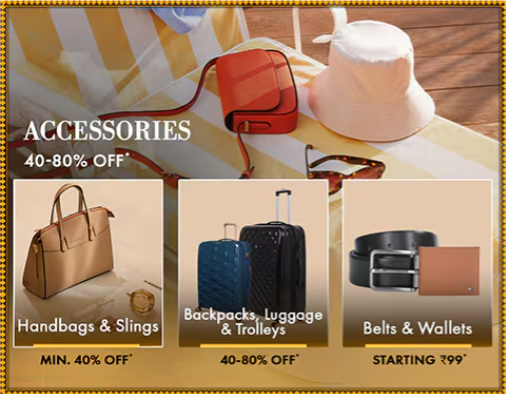 ACCESSORIES
40-80% OFF*
Handbags & Slings
MIN. 40% OFF*
Backpacks, Luggage
& Trolleys
40-80% OFF*
Belts & Wallets
STARTING ₹99*